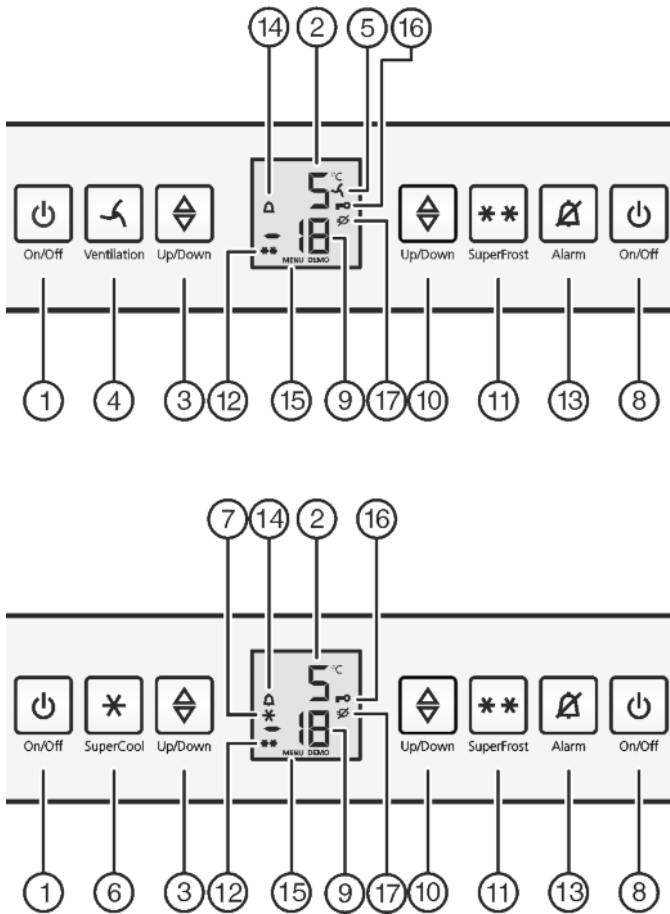 14 2 5 16
5 °C
18
MENU DEMO
On/Off Ventilation Up/Down Up/Down SuperFrost Alarm On/Off
1 4 3 12 15 9 17 10 11 13 8
7 14 2 16
5 °C
18
MENU DEMO
On/Off SuperCool Up/Down Up/Down SuperFrost Alarm On/Off
1 6 3 12 15 9 17 10 11 13 8